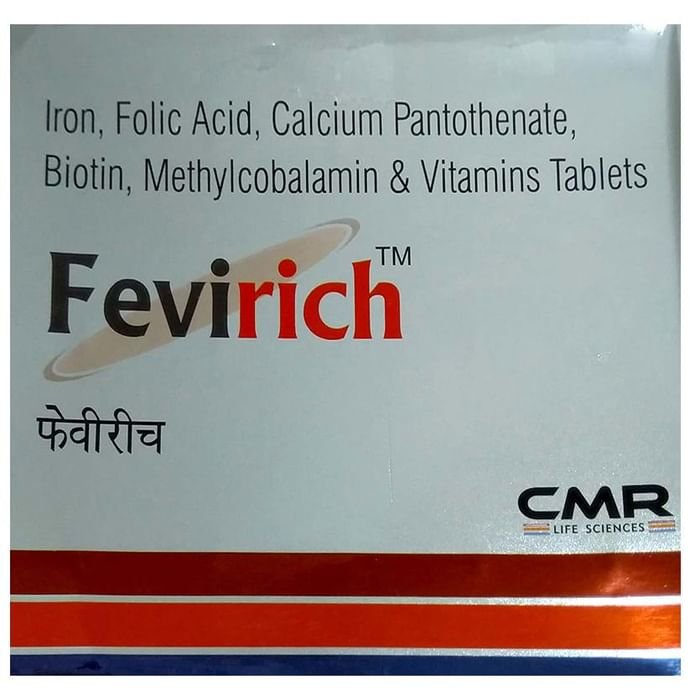 Iron, Folic Acid, Calcium Pantothenate,
Biotin, Methylcobalamin & Vitamins Tablets
Fevirich™
फेवीरीच
CMR
LIFE SCIENCES